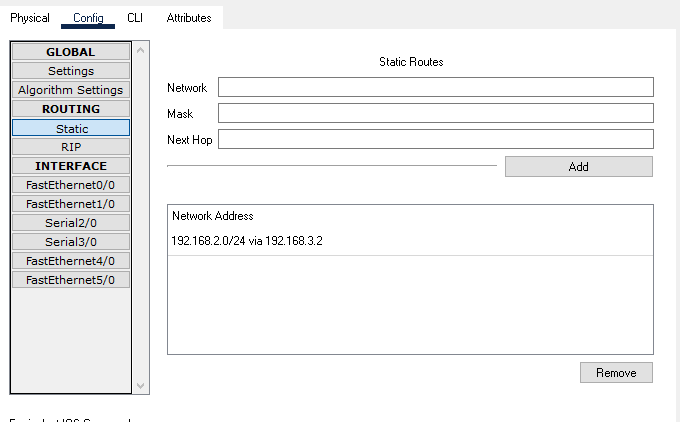 Physical Config CLI Attributes
GLOBAL
Settings
Algorithm Settings
ROUTING
Static
RIP
INTERFACE
FastEthernet0/0
FastEthernet1/0
Serial2/0
Serial3/0
FastEthernet4/0
FastEthernet5/0
Static Routes
Network
Mask
Next Hop
Add
Network Address
192.168.2.0/24 via 192.168.3.2
Remove